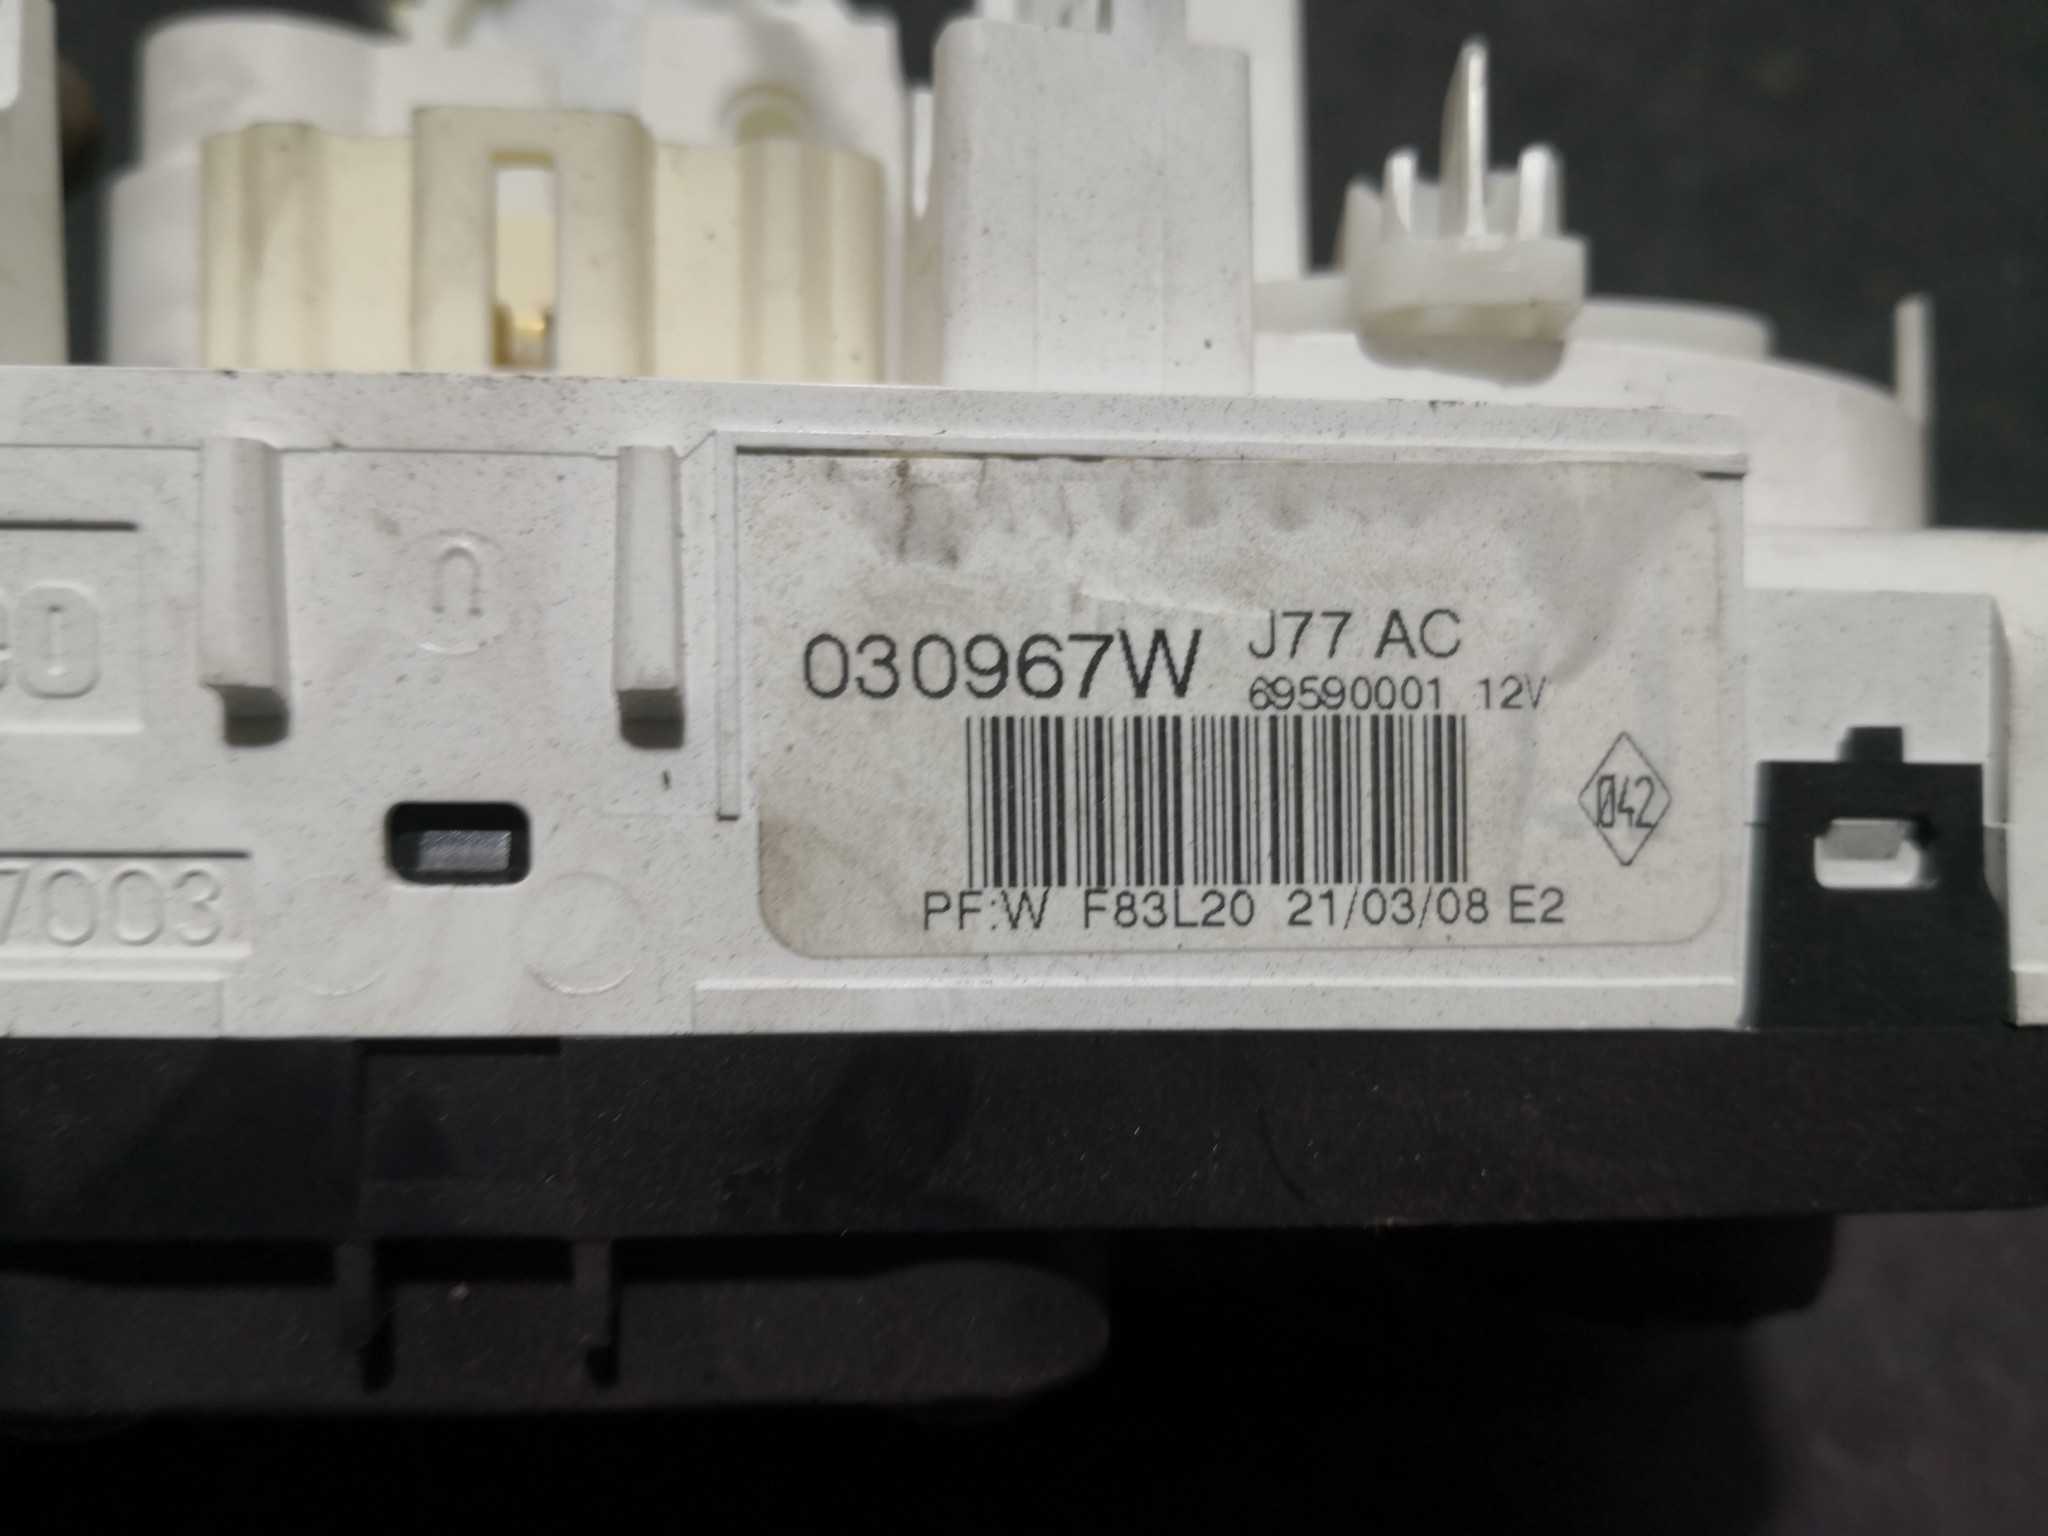 030967W J77 AC
69590001 12V
042
PF:W F83L20 21/03/08 E2
7003